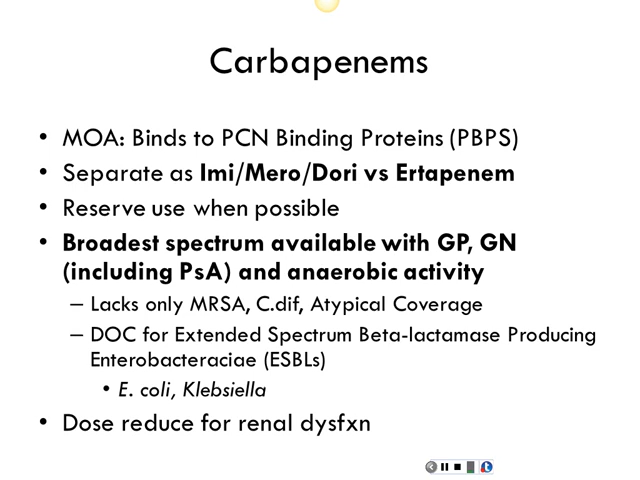 Carbapenems
• MOA: Binds to PCN Binding Proteins (PBPS)
• Separate as Imi/Mero/Dori vs Ertapenem
• Reserve use when possible
• Broadest spectrum available with GP, GN
(including PsA) and anaerobic activity
– Lacks only MRSA, C.dif, Atypical Coverage
– DOC for Extended Spectrum Beta-lactamase Producing
Enterobacteraciae (ESBLs)
• E. coli, Klebsiella
• Dose reduce for renal dysfxn
t